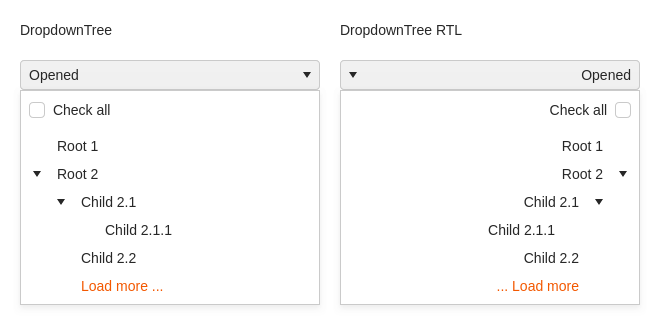 DropdownTree
Opened
Check all
Root 1
Root 2
Child 2.1
Child 2.1.1
Child 2.2
Load more ...
DropdownTree RTL
Opened
Check all
Root 1
Root 2
Child 2.1
Child 2.1.1
Child 2.2
... Load more